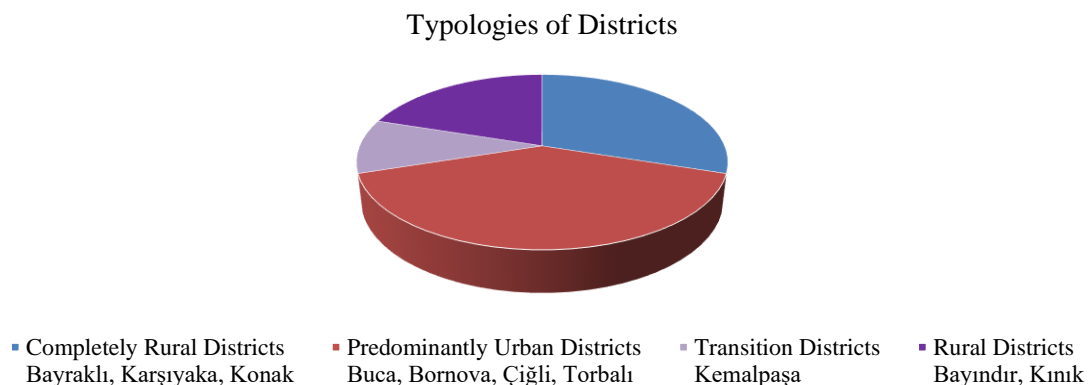 Typologies of Districts
Completely Rural Districts
Bayraklı, Karşıyaka, Konak
Predominantly Urban Districts
Buca, Bornova, Çiğli, Torbalı
Transition Districts
Kemalpaşa
Rural Districts
Bayındır, Kınık